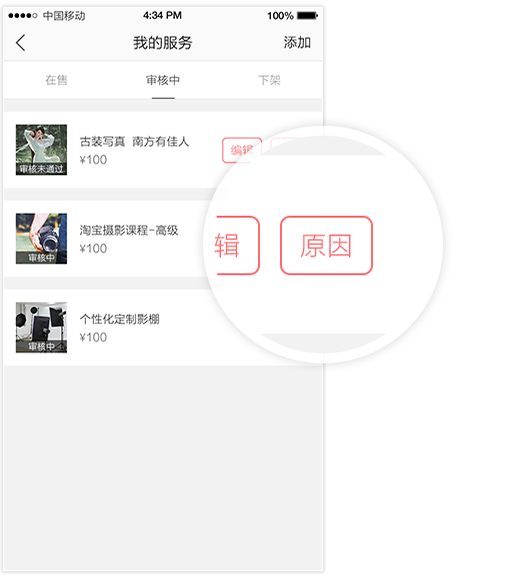 中国移动 4:34 PM 100%
我的服务 添加
在售 审核中 下架
古装写真 南方有佳人
¥100
审核未通过
编辑
辑 原因
淘宝摄影课程-高级
¥100
审核中
个性化定制影棚
¥100
审核中